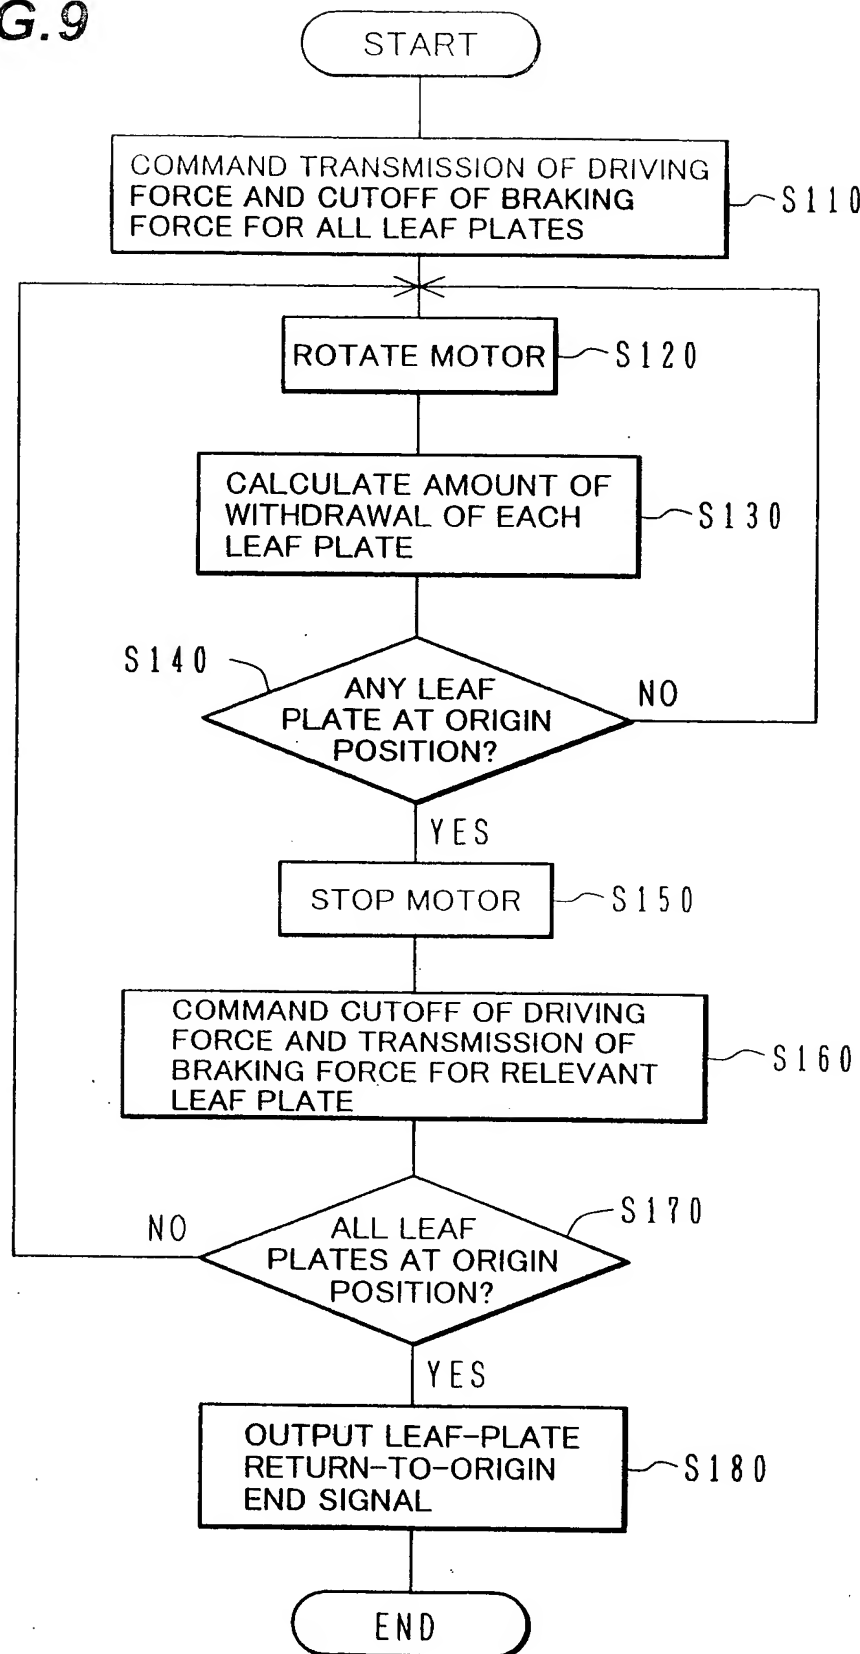 G.9
START
COMMAND TRANSMISSION OF DRIVING
FORCE AND CUTOFF OF BRAKING
FORCE FOR ALL LEAF PLATES
S110
ROTATE MOTOR
S120
CALCULATE AMOUNT OF
WITHDRAWAL OF EACH
LEAF PLATE
S130
S140
ANY LEAF
PLATE AT ORIGIN
POSITION?
NO
YES
STOP MOTOR
S150
COMMAND CUTOFF OF DRIVING
FORCE AND TRANSMISSION OF
BRAKING FORCE FOR RELEVANT
LEAF PLATE
S160
NO
ALL LEAF
PLATES AT ORIGIN
POSITION?
S170
YES
OUTPUT LEAF-PLATE
RETURN-TO-ORIGIN
END SIGNAL
S180
END